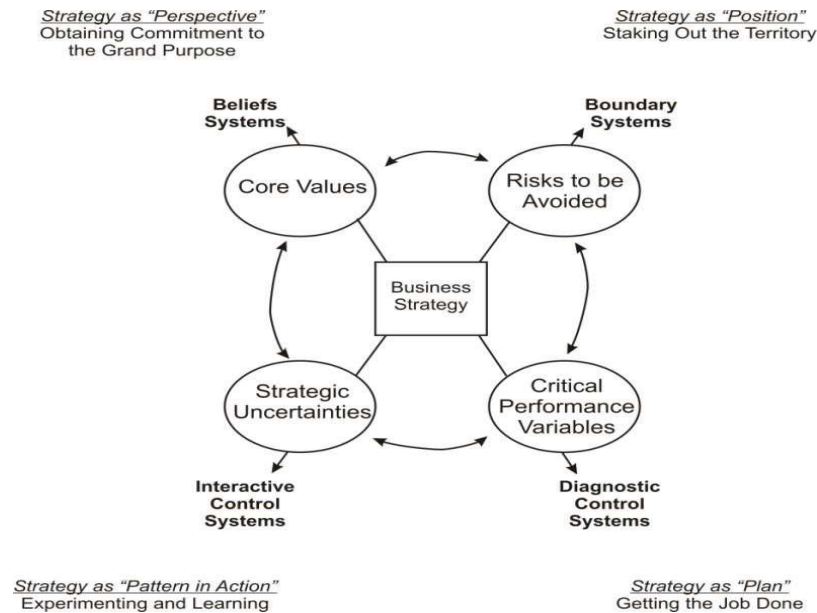 Strategy as “Perspective”
Obtaining Commitment to
the Grand Purpose
Strategy as “Position”
Staking Out the Territory
Beliefs
Systems
Boundary
Systems
Core Values
Risks to be
Avoided
Business
Strategy
Strategic
Uncertainties
Critical
Performance
Variables
Interactive
Control
Systems
Diagnostic
Control
Systems
Strategy as “Pattern in Action”
Experimenting and Learning
Strategy as “Plan”
Getting the Job Done